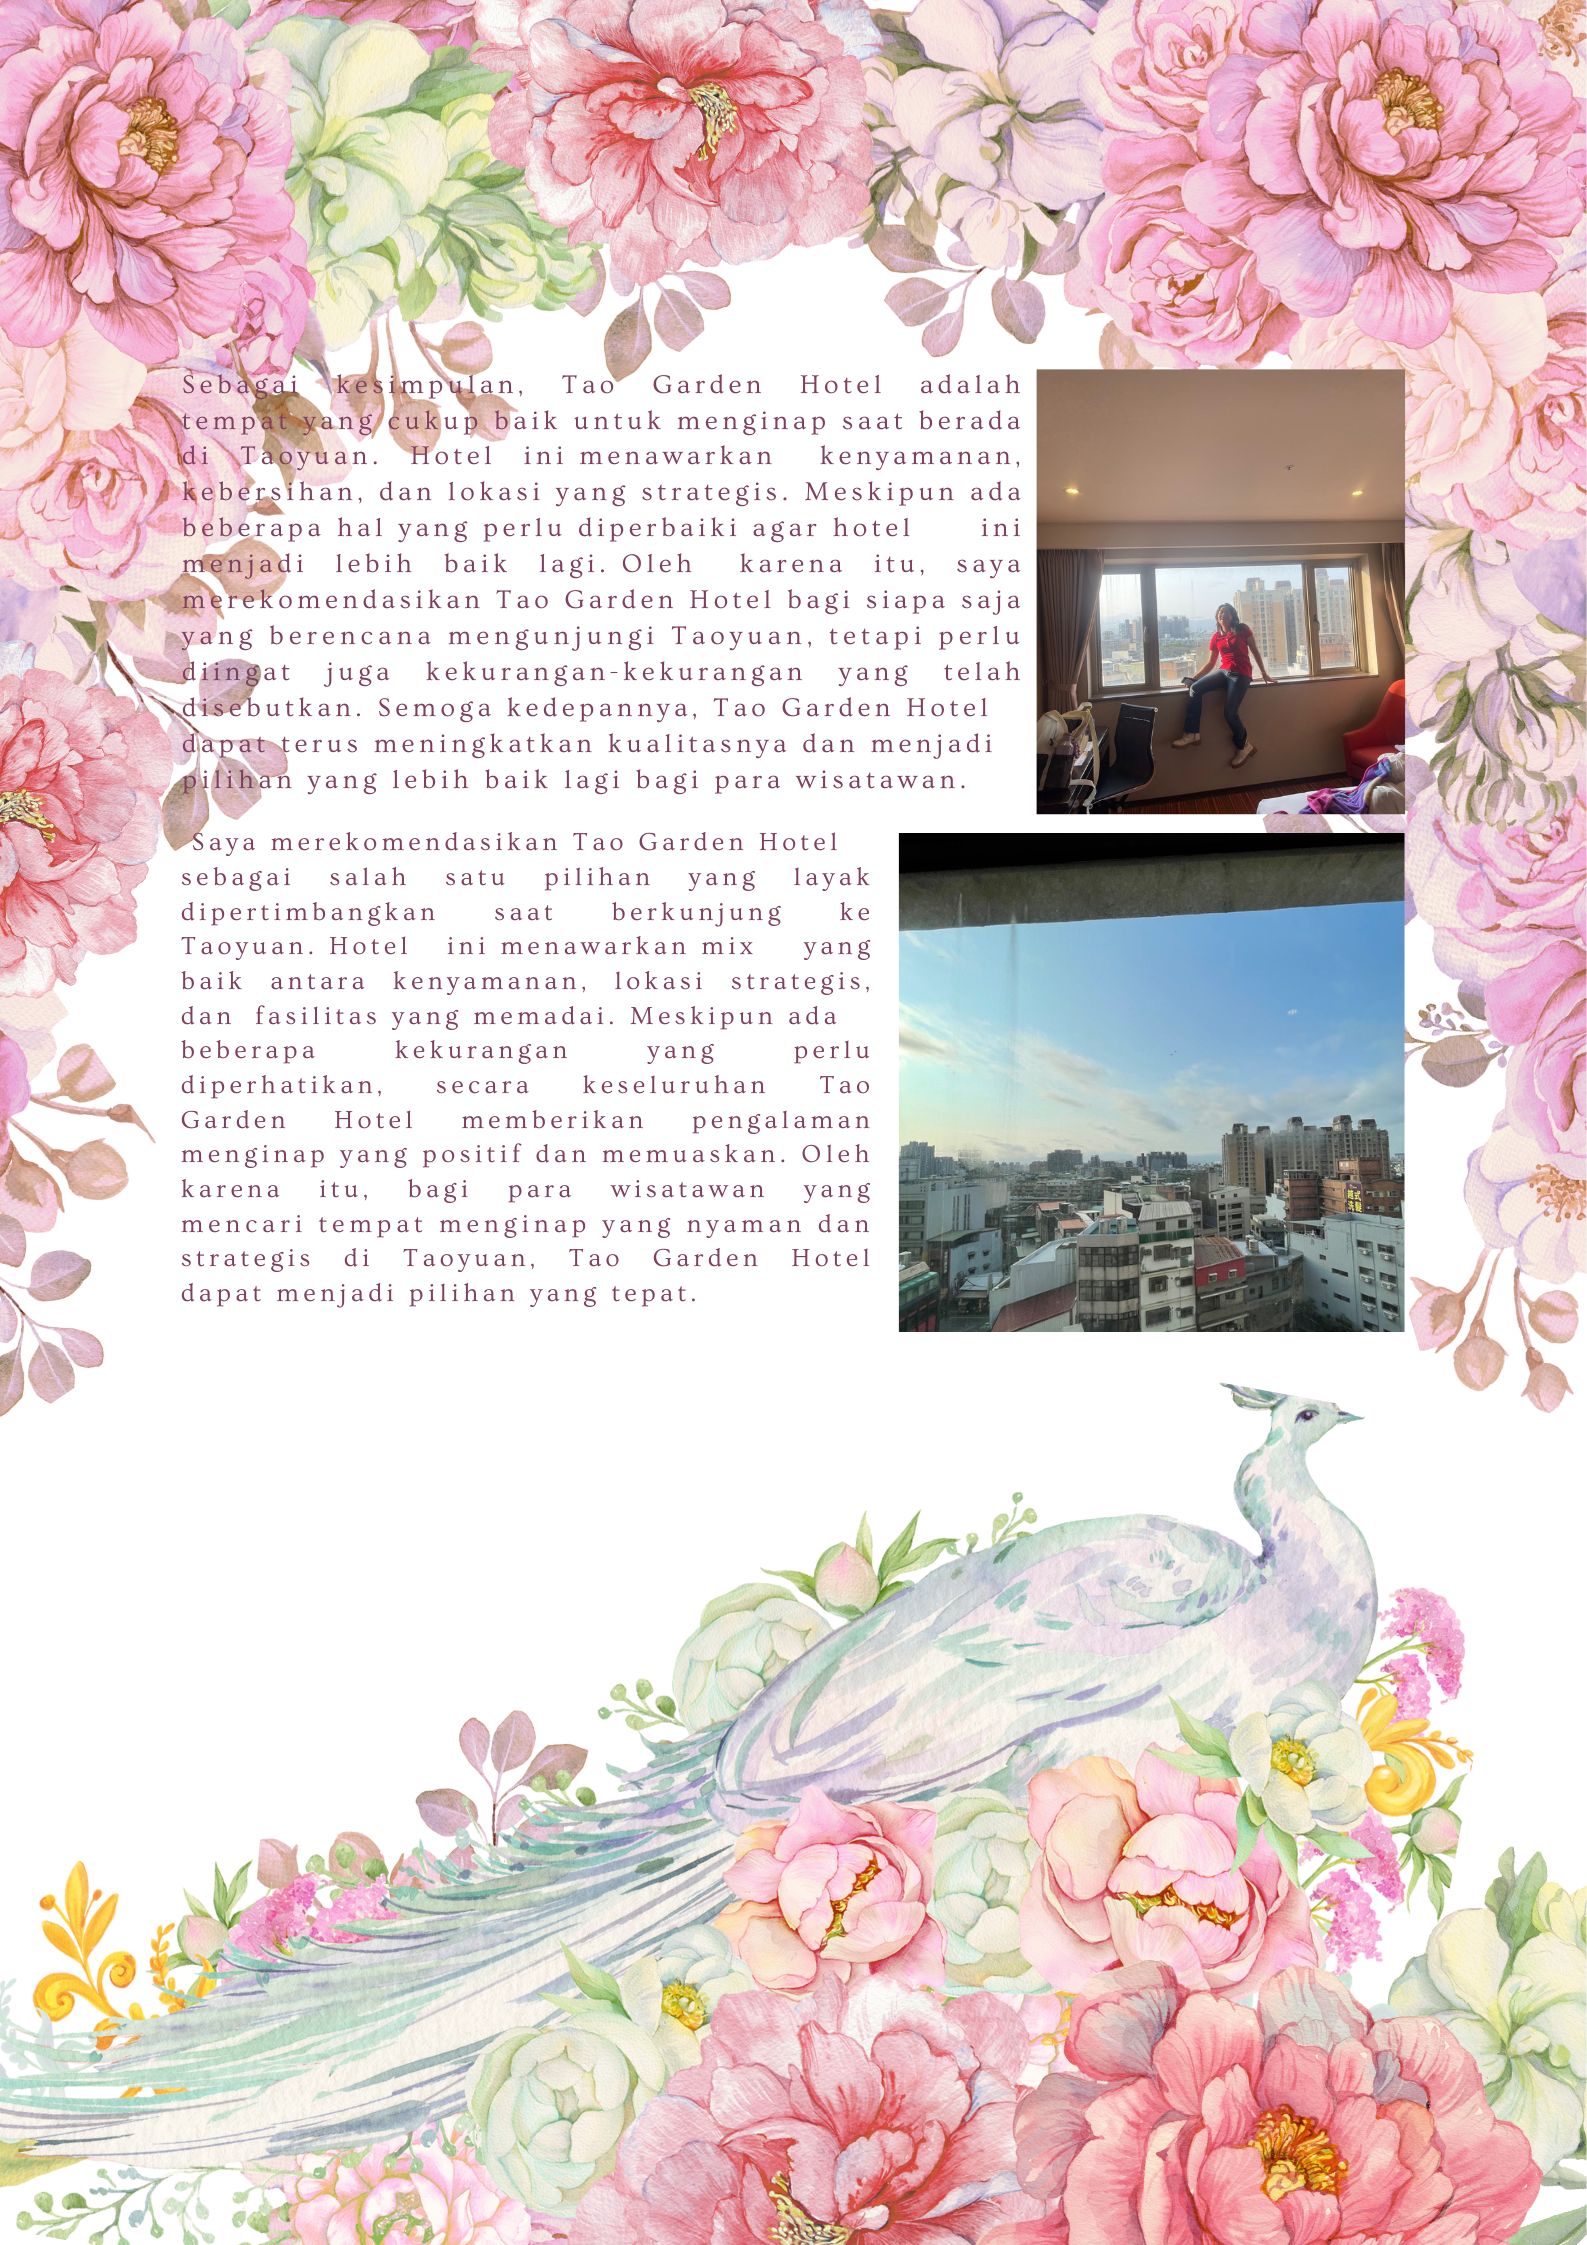 Sebagai kesimpulan, Tao Garden Hotel adalah
tempat yang cukup baik untuk menginap saat berada
di Taoyuan. Hotel ini menawarkan kenyamanan,
kebersihan, dan lokasi yang strategis. Meskipun ada
beberapa hal yang perlu diperbaiki agar hotel ini
menjadi lebih baik lagi. Oleh karena itu, saya
merekomendasikan Tao Garden Hotel bagi siapa saja
yang berencana mengunjungi Taoyuan, tetapi perlu
diingat juga kekurangan-kekurangan yang telah
disebutkan. Semoga kedepannya, Tao Garden Hotel
dapat terus meningkatkan kualitasnya dan menjadi
pilihan yang lebih baik lagi bagi para wisatawan.
Saya merekomendasikan Tao Garden Hotel
sebagai salah satu pilihan yang layak
dipertimbangkan saat berkunjung ke
Taoyuan. Hotel ini menawarkan mix yang
baik antara kenyamanan, lokasi strategis,
dan fasilitas yang memadai. Meskipun ada
beberapa kekurangan yang perlu
diperhatikan, secara keseluruhan Tao
Garden Hotel memberikan pengalaman
menginap yang positif dan memuaskan. Oleh
karena itu, bagi para wisatawan yang
mencari tempat menginap yang nyaman dan
strategis di Taoyuan, Tao Garden Hotel
dapat menjadi pilihan yang tepat.